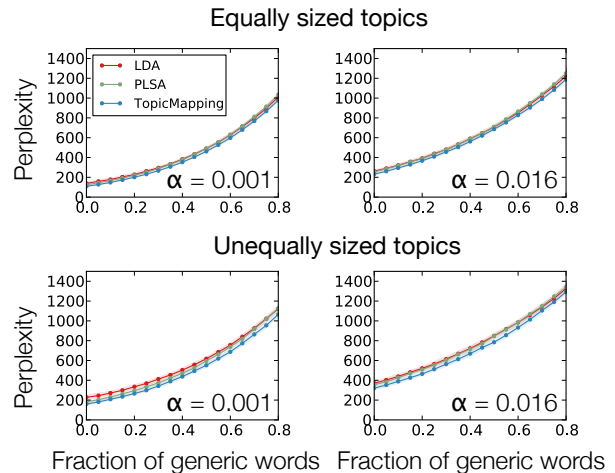 Equally sized topics
Perplexity
1400
1200
1000
800
600
400
200
0
LDA
PLSA
TopicMapping
α = 0.001
0.0 0.2 0.4 0.6 0.8
1400
1200
1000
800
600
400
200
0
α = 0.016
0.0 0.2 0.4 0.6 0.8
Unequally sized topics
Perplexity
1400
1200
1000
800
600
400
200
0
α = 0.001
0.0 0.2 0.4 0.6 0.8
Fraction of generic words
1400
1200
1000
800
600
400
200
0
α = 0.016
0.0 0.2 0.4 0.6 0.8
Fraction of generic words